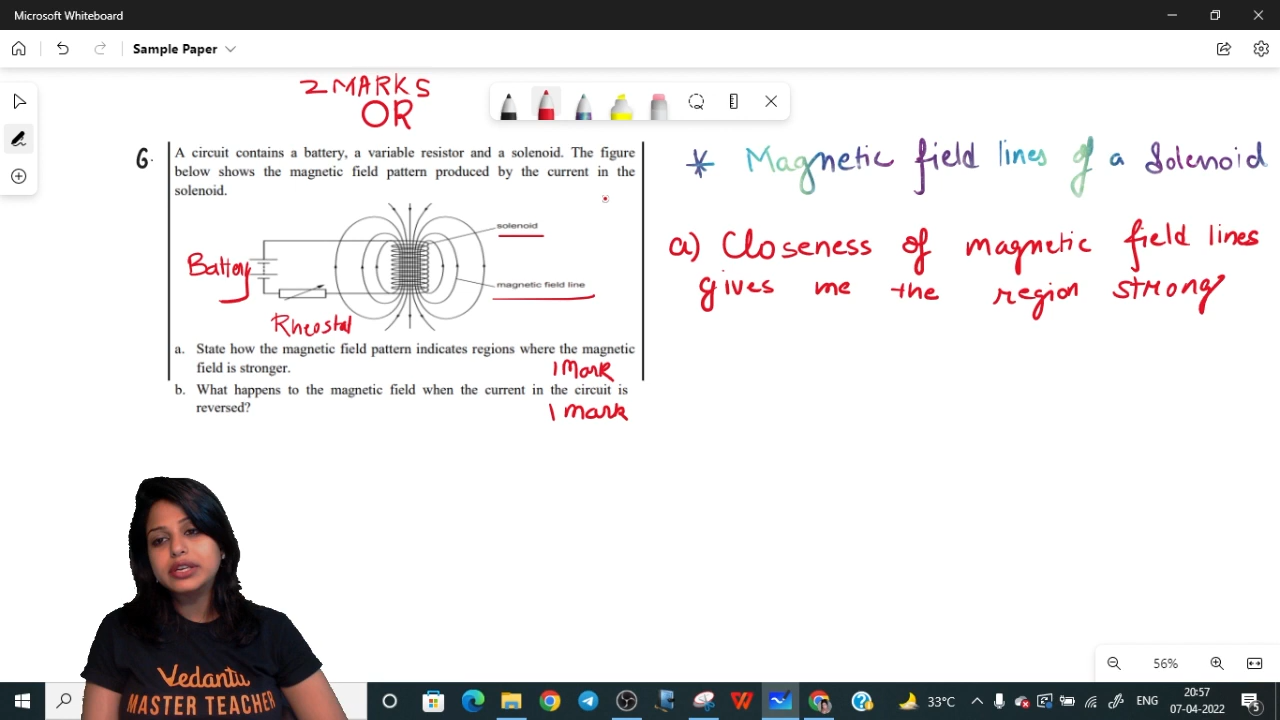 Microsoft Whiteboard
Sample Paper
2 MARKS
OR
6.
A circuit contains a battery, a variable resistor and a solenoid. The figure
below shows the magnetic field pattern produced by the current in the
solenoid.
solenoid
Battery
magnetic field line
Rheostat
a. State how the magnetic field pattern indicates regions where the magnetic
field is stronger.
1 Mark
b. What happens to the magnetic field when the current in the circuit is
reversed?
1 mark
* Magnetic field lines of a Solenoid
a) Closeness of magnetic field lines
gives me the region strong
Vedantu
MASTER TEACHER
56%
33°C
ENG
20:57
07-04-2022
5